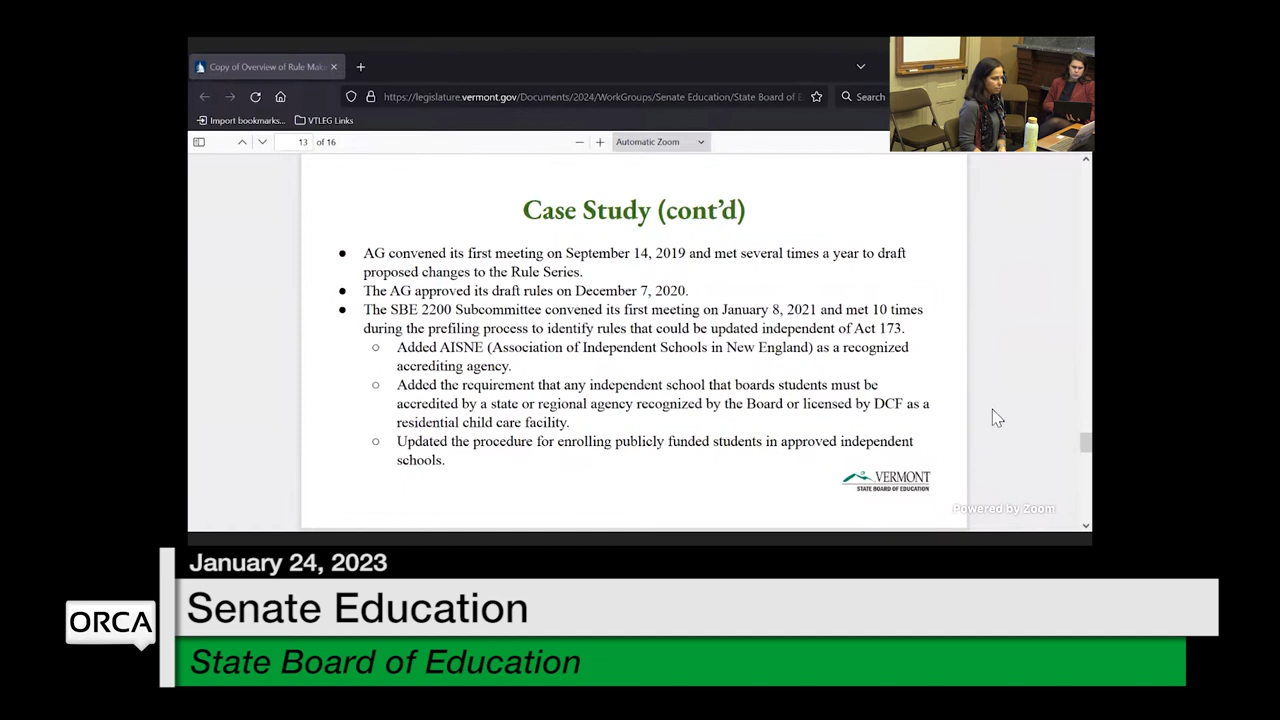 Copy of Overview of Rule Mak
https://legislature.vermont.gov/Documents/2024/WorkGroups/Senate Education/State Board of E
Search
Import bookmarks...
VTLEG Links
13 of 16
Automatic Zoom
Case Study (cont’d)
● AG convened its first meeting on September 14, 2019 and met several times a year to draft
proposed changes to the Rule Series.
● The AG approved its draft rules on December 7, 2020.
● The SBE 2200 Subcommittee convened its first meeting on January 8, 2021 and met 10 times
during the prefiling process to identify rules that could be updated independent of Act 173.
○ Added AISNE (Association of Independent Schools in New England) as a recognized
accrediting agency.
○ Added the requirement that any independent school that boards students must be
accredited by a state or regional agency recognized by the Board or licensed by DCF as a
residential child care facility.
○ Updated the procedure for enrolling publicly funded students in approved independent
schools.
VERMONT
STATE BOARD OF EDUCATION
Powered by Zoom
January 24, 2023
ORCA
Senate Education
State Board of Education